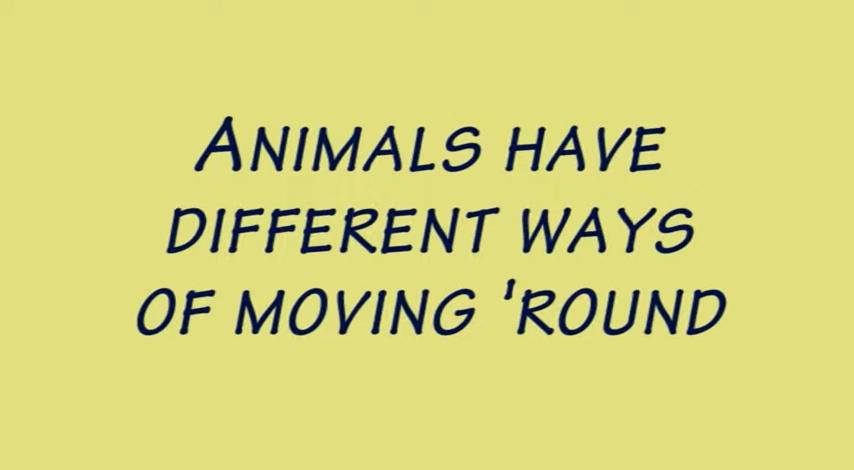 ANIMALS HAVE
DIFFERENT WAYS
OF MOVING 'ROUND